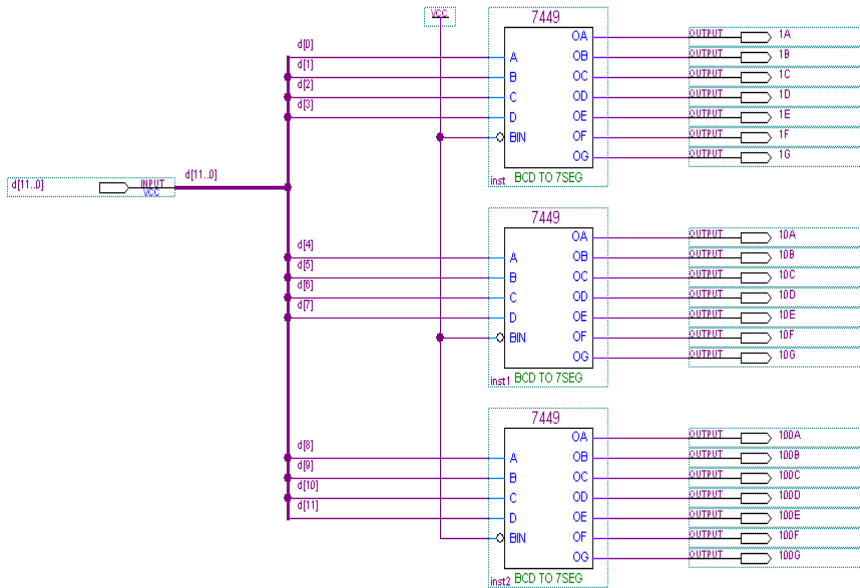 VCC
7449
d[0] A OA OUTPUT 1A
d[1] B OB OUTPUT 1B
d[2] C OC OUTPUT 1C
d[3] D OD OUTPUT 1D
OE OUTPUT 1E
BIN OF OUTPUT 1F
OG OUTPUT 1G
inst BCD TO 7SEG
d[11..0] INPUT VCC d[11..0]
7449
d[4] A OA OUTPUT 10A
d[5] B OB OUTPUT 10B
d[6] C OC OUTPUT 10C
d[7] D OD OUTPUT 10D
OE OUTPUT 10E
BIN OF OUTPUT 10F
OG OUTPUT 10G
inst1 BCD TO 7SEG
7449
d[8] A OA OUTPUT 100A
d[9] B OB OUTPUT 100B
d[10] C OC OUTPUT 100C
d[11] D OD OUTPUT 100D
OE OUTPUT 100E
BIN OF OUTPUT 100F
OG OUTPUT 100G
inst2 BCD TO 7SEG